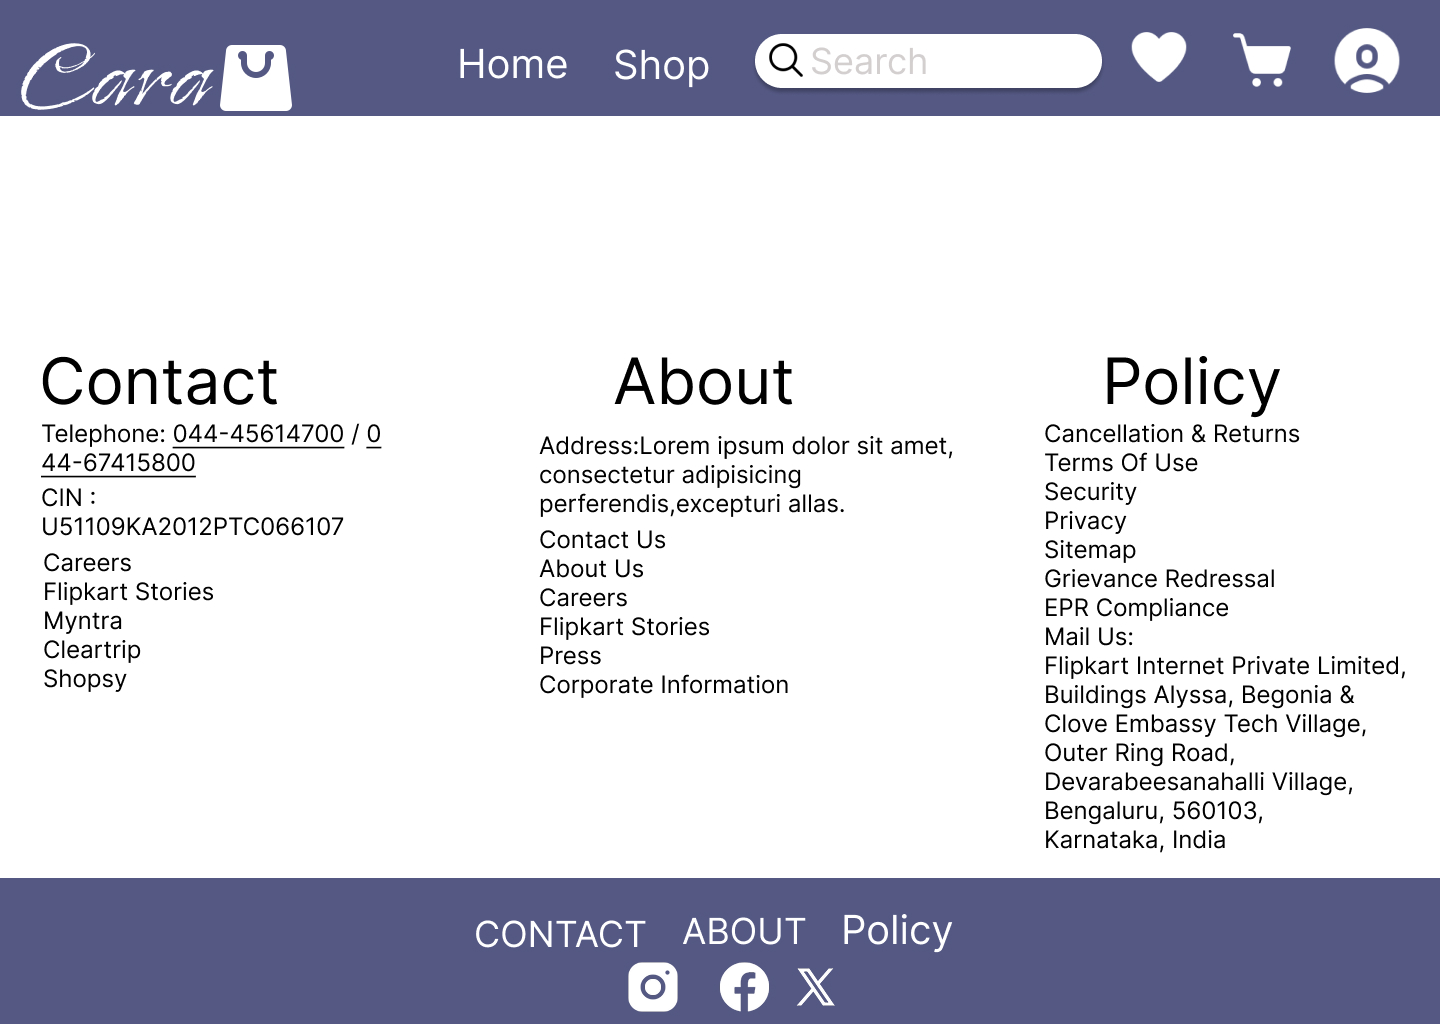 Cara
Home
Shop
Search
Contact
Telephone: 044-45614700 / 0
44-67415800
CIN :
U51109KA2012PTC066107
Careers
Flipkart Stories
Myntra
Cleartrip
Shopsy
About
Address:Lorem ipsum dolor sit amet,
consectetur adipisicing
perferendis,excepturi allas.
Contact Us
About Us
Careers
Flipkart Stories
Press
Corporate Information
Policy
Cancellation & Returns
Terms Of Use
Security
Privacy
Sitemap
Grievance Redressal
EPR Compliance
Mail Us:
Flipkart Internet Private Limited,
Buildings Alyssa, Begonia &
Clove Embassy Tech Village,
Outer Ring Road,
Devarabeesanahalli Village,
Bengaluru, 560103,
Karnataka, India
CONTACT
ABOUT
Policy